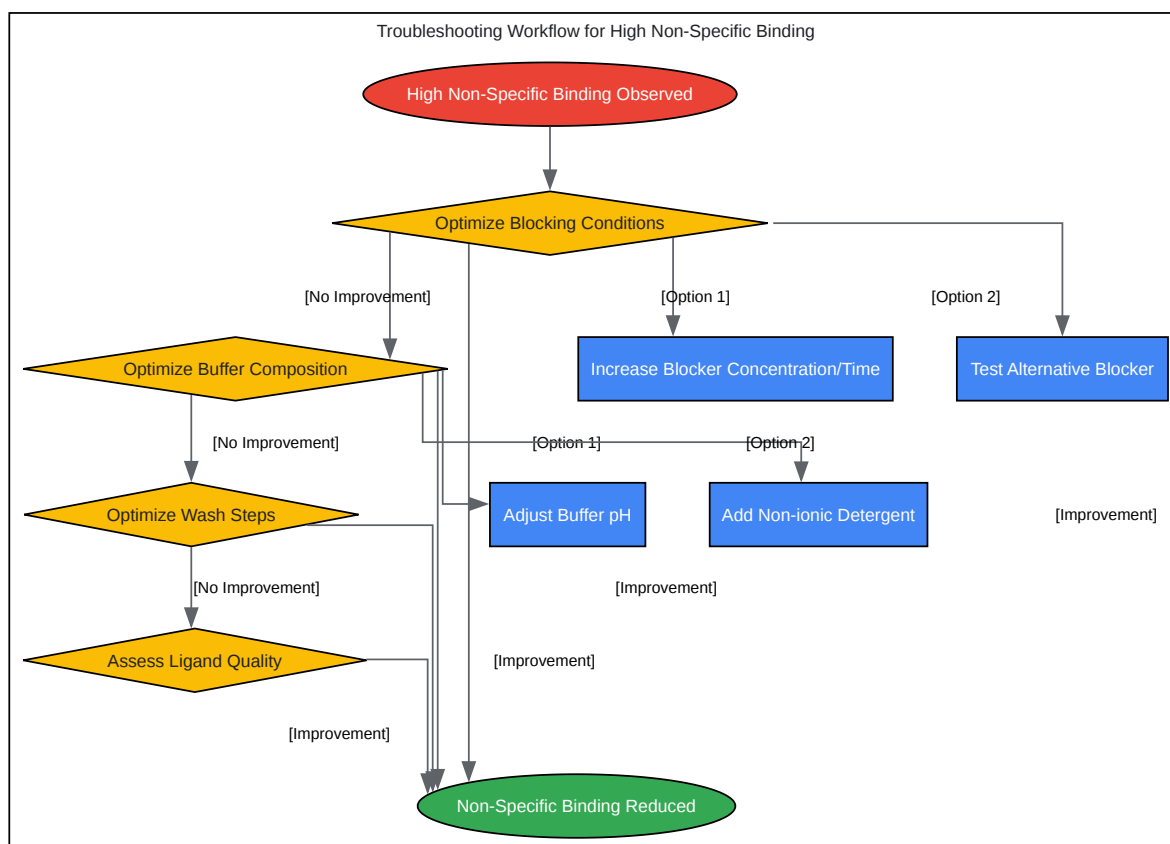 Troubleshooting Workflow for High Non-Specific Binding
High Non-Specific Binding Observed
Optimize Blocking Conditions
[No Improvement]
[Option 1]
[Option 2]
Optimize Buffer Composition
Increase Blocker Concentration/Time
Test Alternative Blocker
[No Improvement]
[Option 1]
[Option 2]
Optimize Wash Steps
Adjust Buffer pH
Add Non-ionic Detergent
[Improvement]
[No Improvement]
[Improvement]
Assess Ligand Quality
[Improvement]
[Improvement]
Non-Specific Binding Reduced